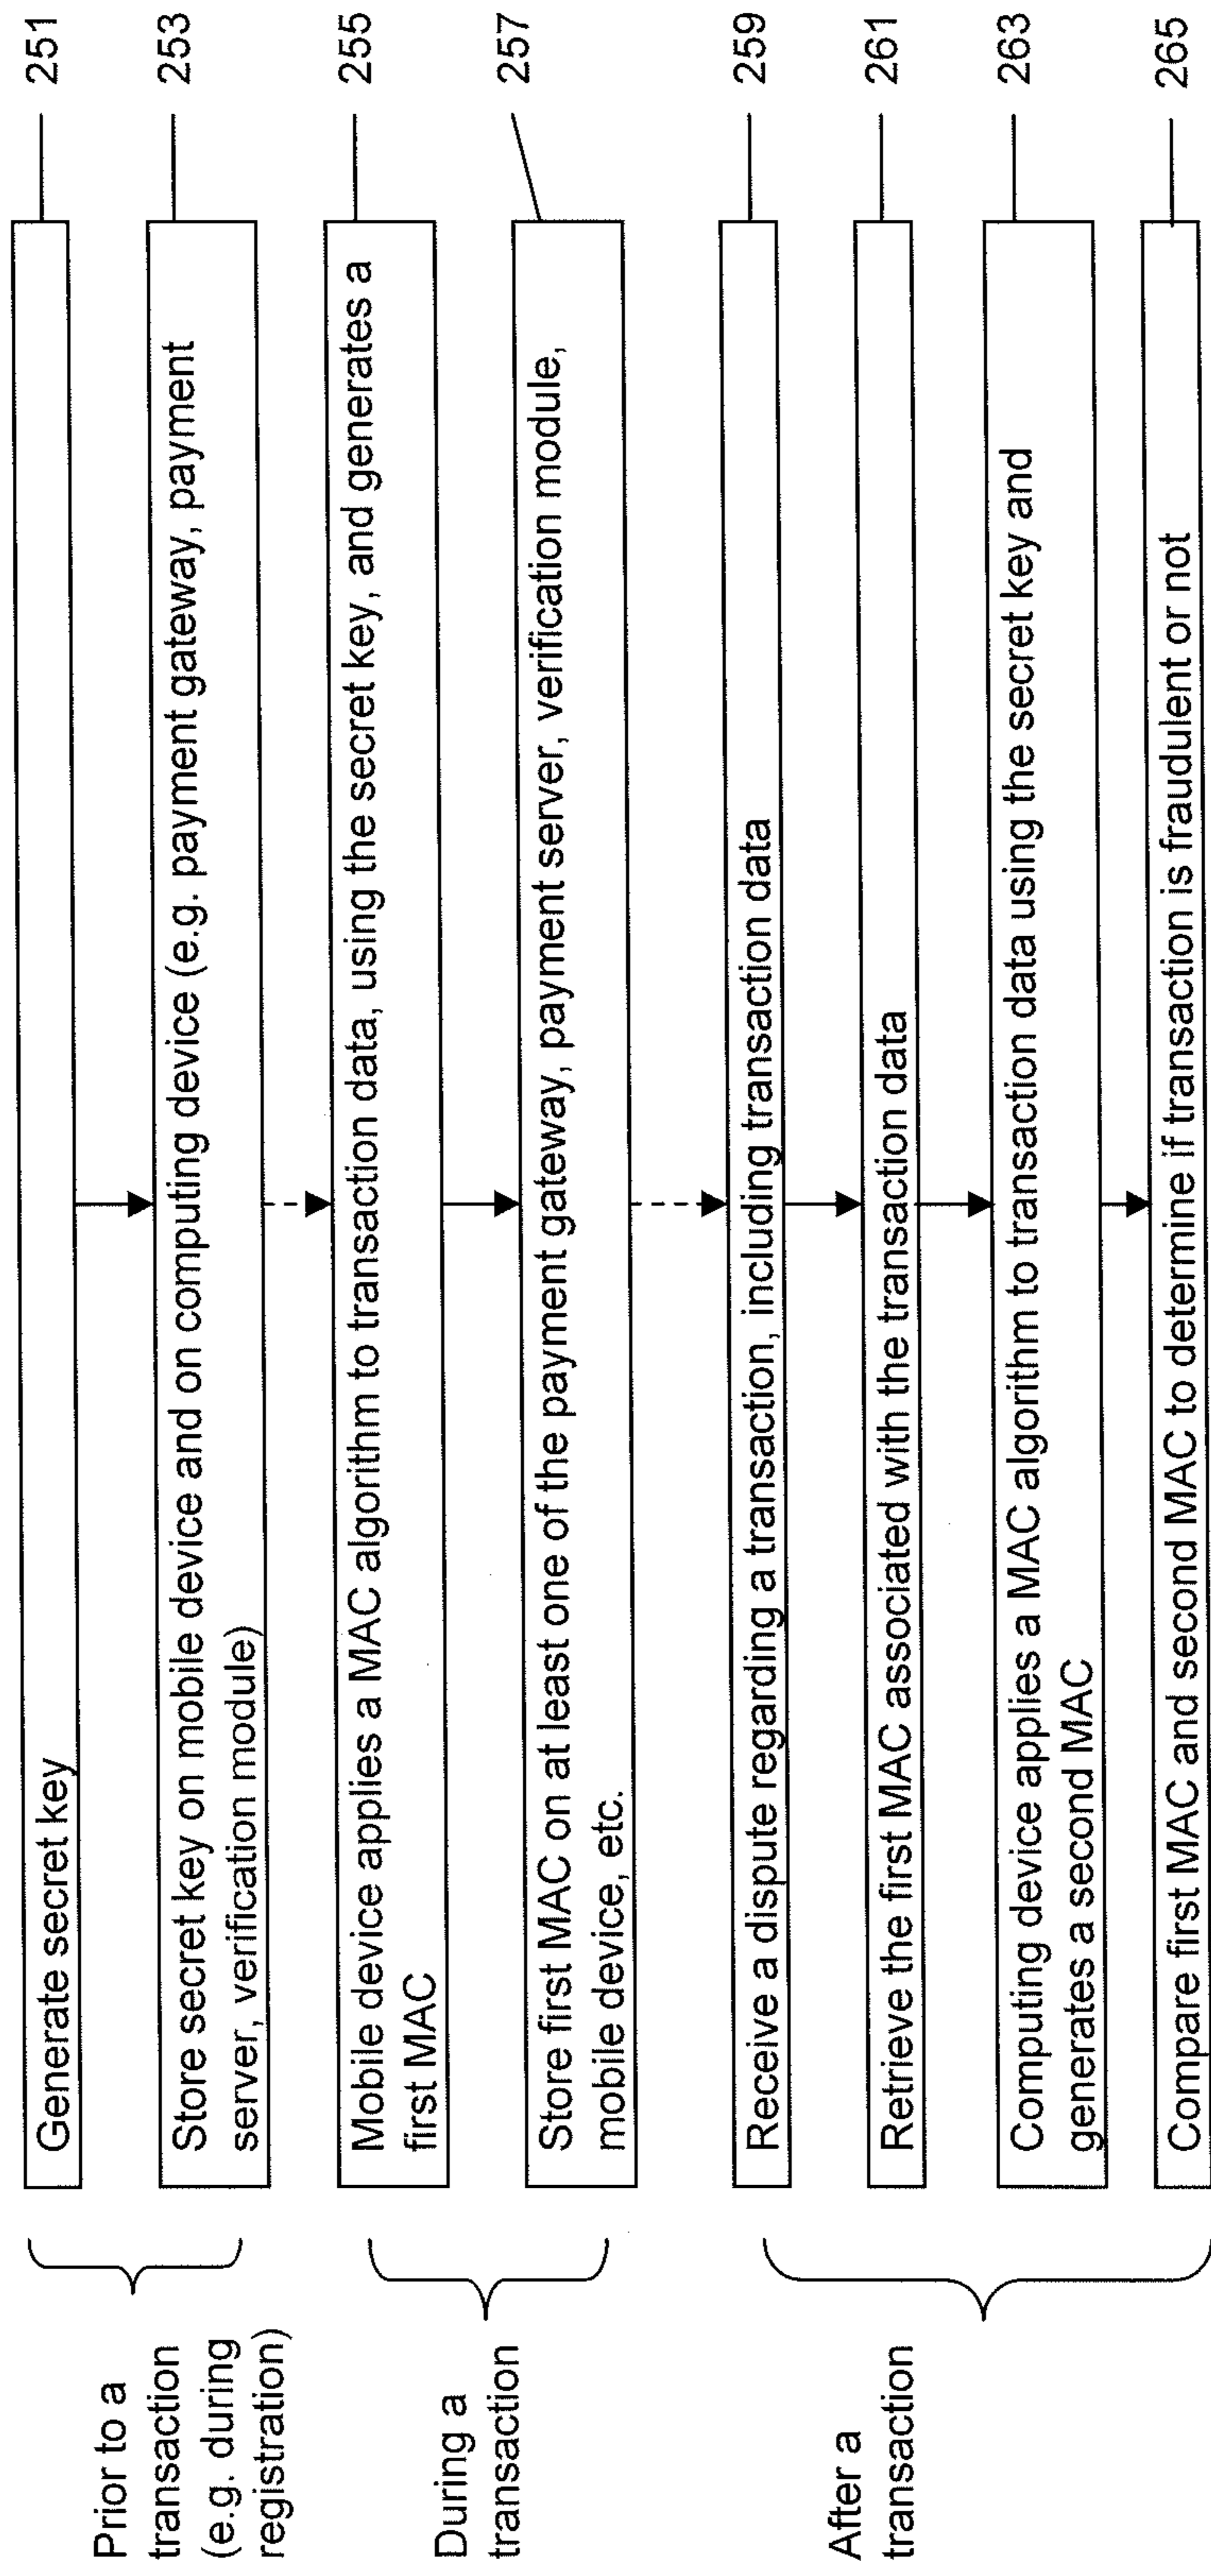 Prior to a
transaction
(e.g. during
registration)
Generate secret key
251
Store secret key on mobile device and on computing device (e.g. payment gateway, payment
server, verification module)
253
During a
transaction
Mobile device applies a MAC algorithm to transaction data, using the secret key, and generates a
first MAC
255
Store first MAC on at least one of the payment gateway, payment server, verification module,
mobile device, etc.
257
After a
transaction
Receive a dispute regarding a transaction, including transaction data
259
Retrieve the first MAC associated with the transaction data
261
Computing device applies a MAC algorithm to transaction data using the secret key and
generates a second MAC
263
Compare first MAC and second MAC to determine if transaction is fraudulent or not
265